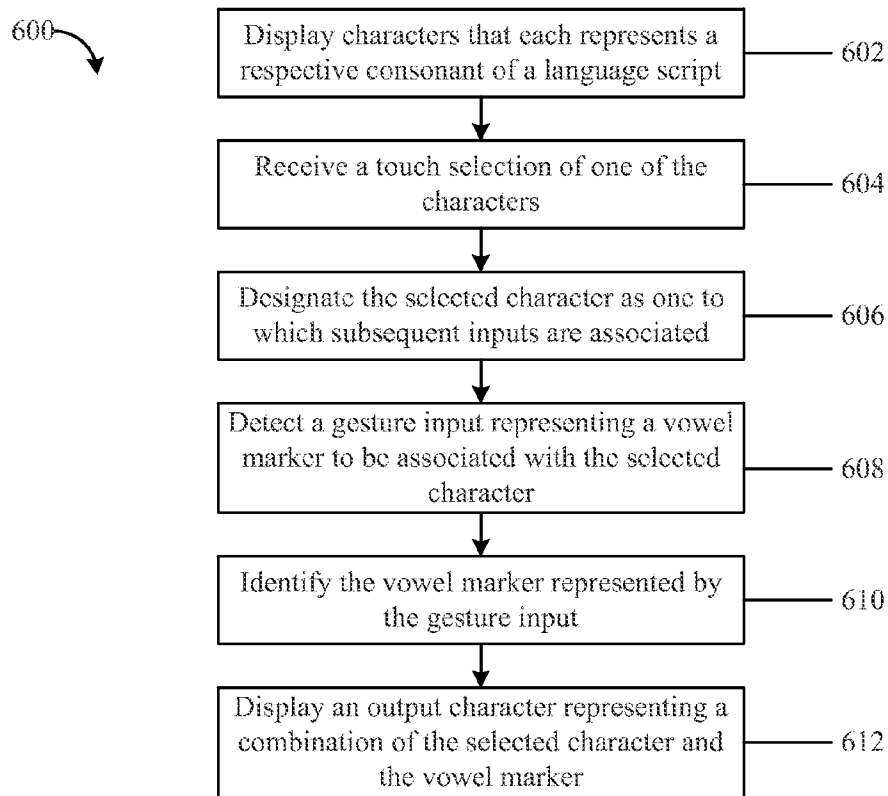 600
Display characters that each represents a
respective consonant of a language script
602
Receive a touch selection of one of the
characters
604
Designate the selected character as one to
which subsequent inputs are associated
606
Detect a gesture input representing a vowel
marker to be associated with the selected
character
608
Identify the vowel marker represented by
the gesture input
610
Display an output character representing a
combination of the selected character and
the vowel marker
612